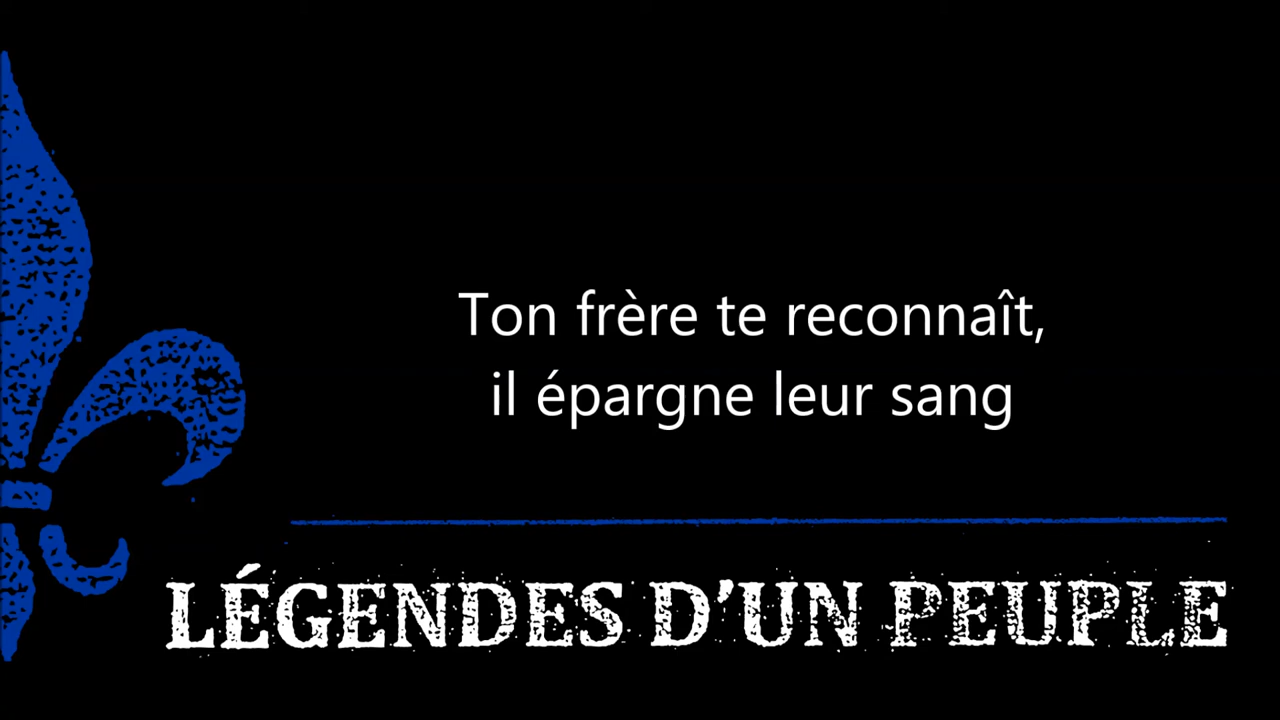 Ton frère te reconnaît,
il épargne leur sang
LÉGENDES D'UN PEUPLE